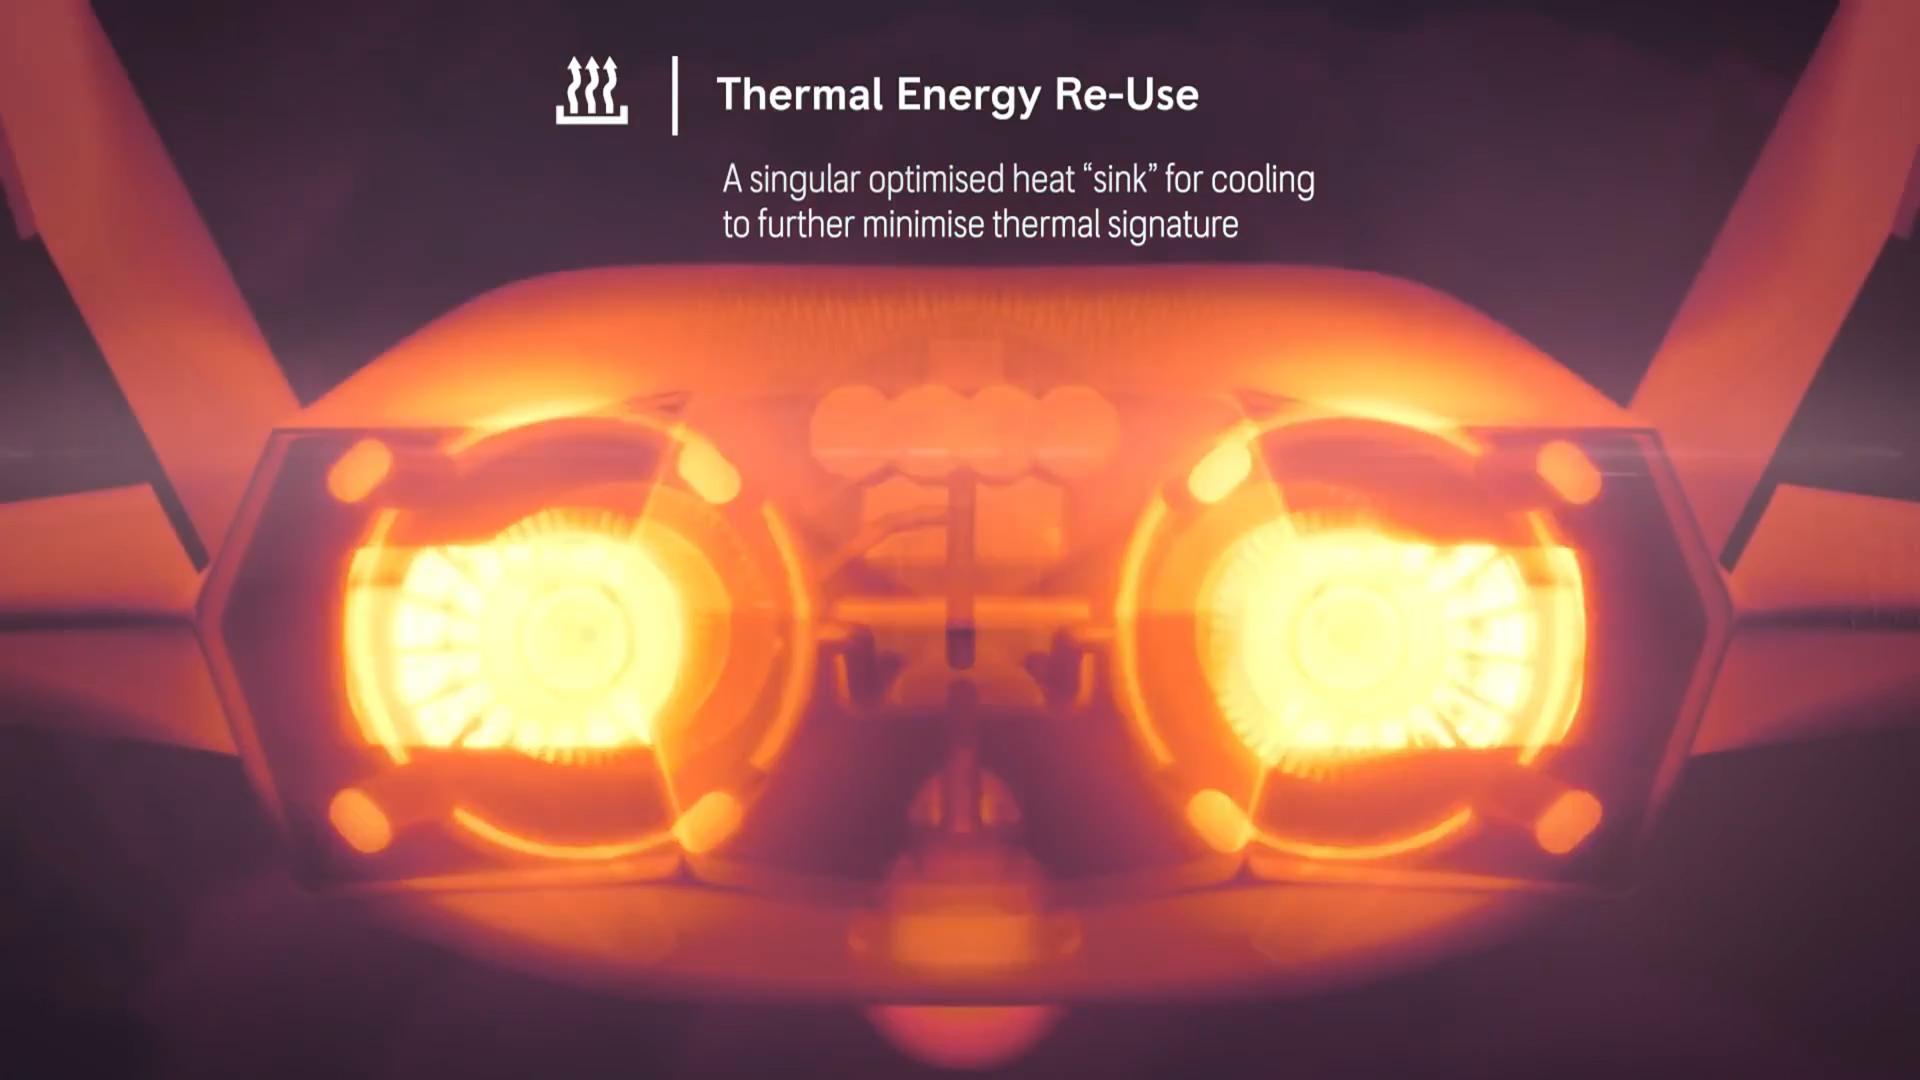 Thermal Energy Re-Use
A singular optimised heat “sink” for cooling
to further minimise thermal signature